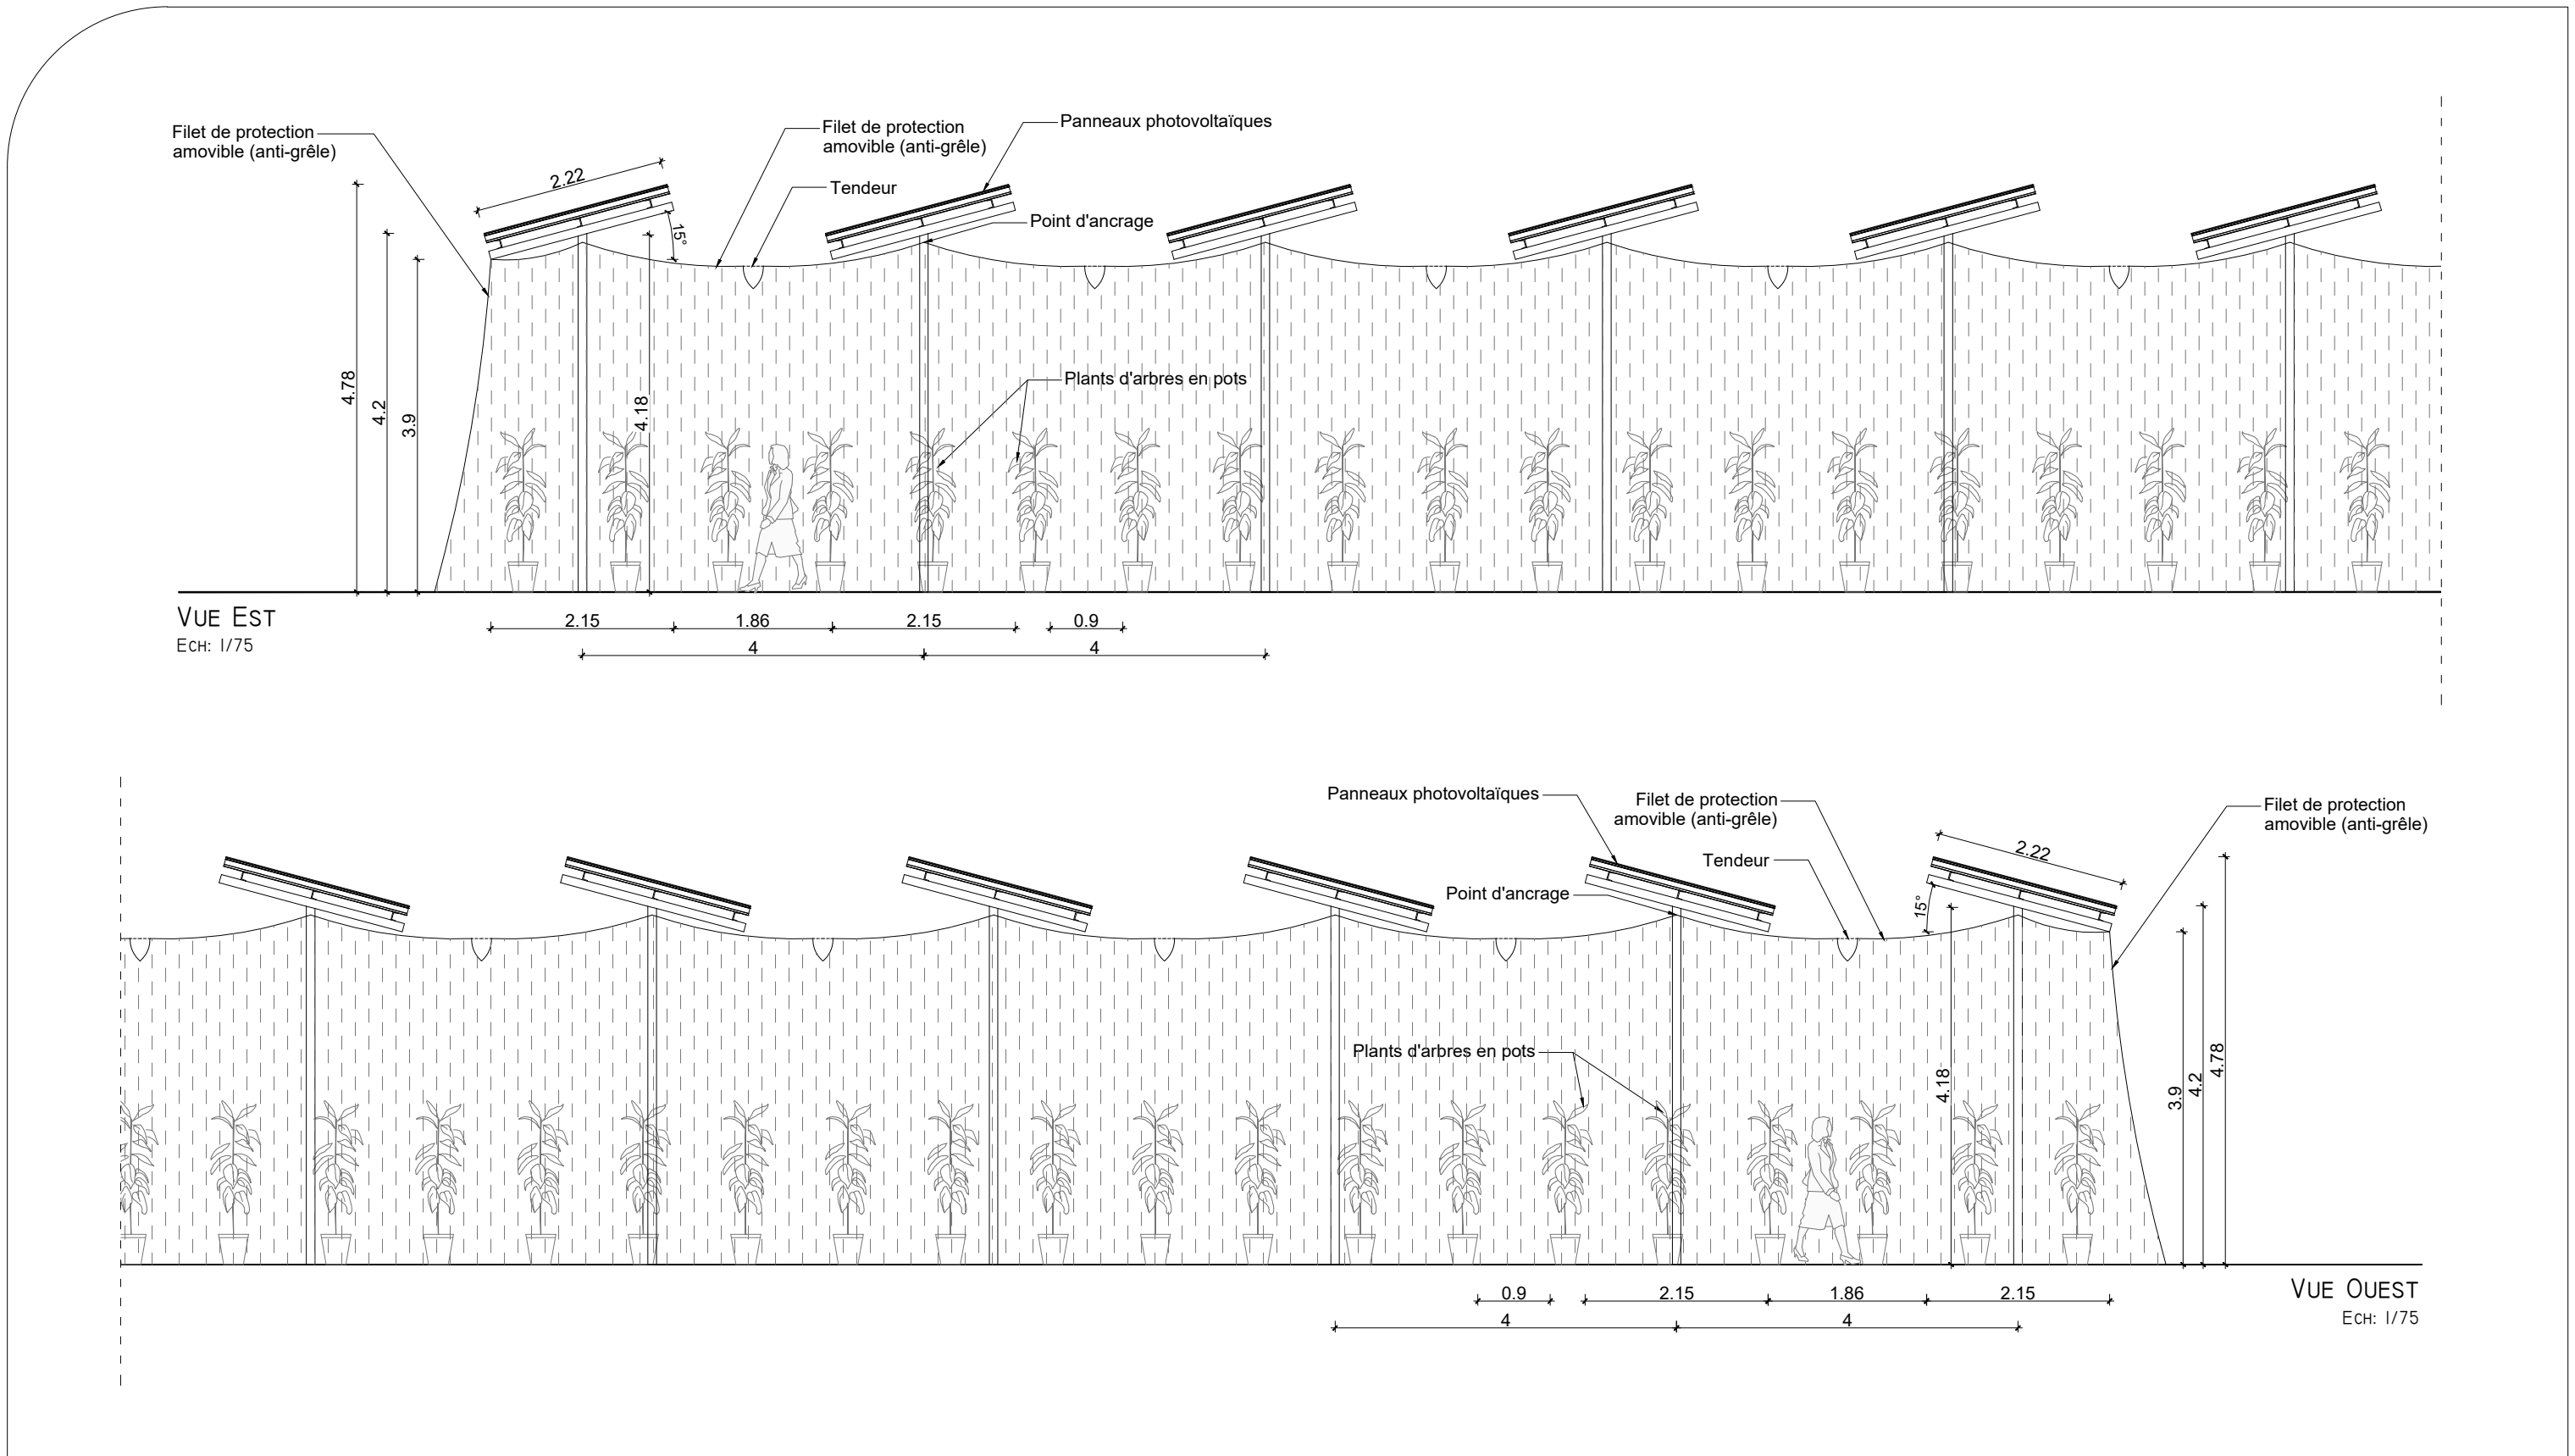 Filet de protection
amovible (anti-grêle)
Filet de protection
amovible (anti-grêle)
Panneaux photovoltaïques
2.22
Tendeur
Point d'ancrage
15°
4.78
4.2
3.9
4.18
Plants d'arbres en pots
VUE EST
ECH: 1/75
2.15
1.86
2.15
0.9
4
4
Panneaux photovoltaïques
Filet de protection
amovible (anti-grêle)
Filet de protection
amovible (anti-grêle)
2.22
Tendeur
Point d'ancrage
15°
Plants d'arbres en pots
4.18
3.9
4.2
4.78
0.9
2.15
1.86
2.15
4
4
VUE OUEST
ECH: 1/75